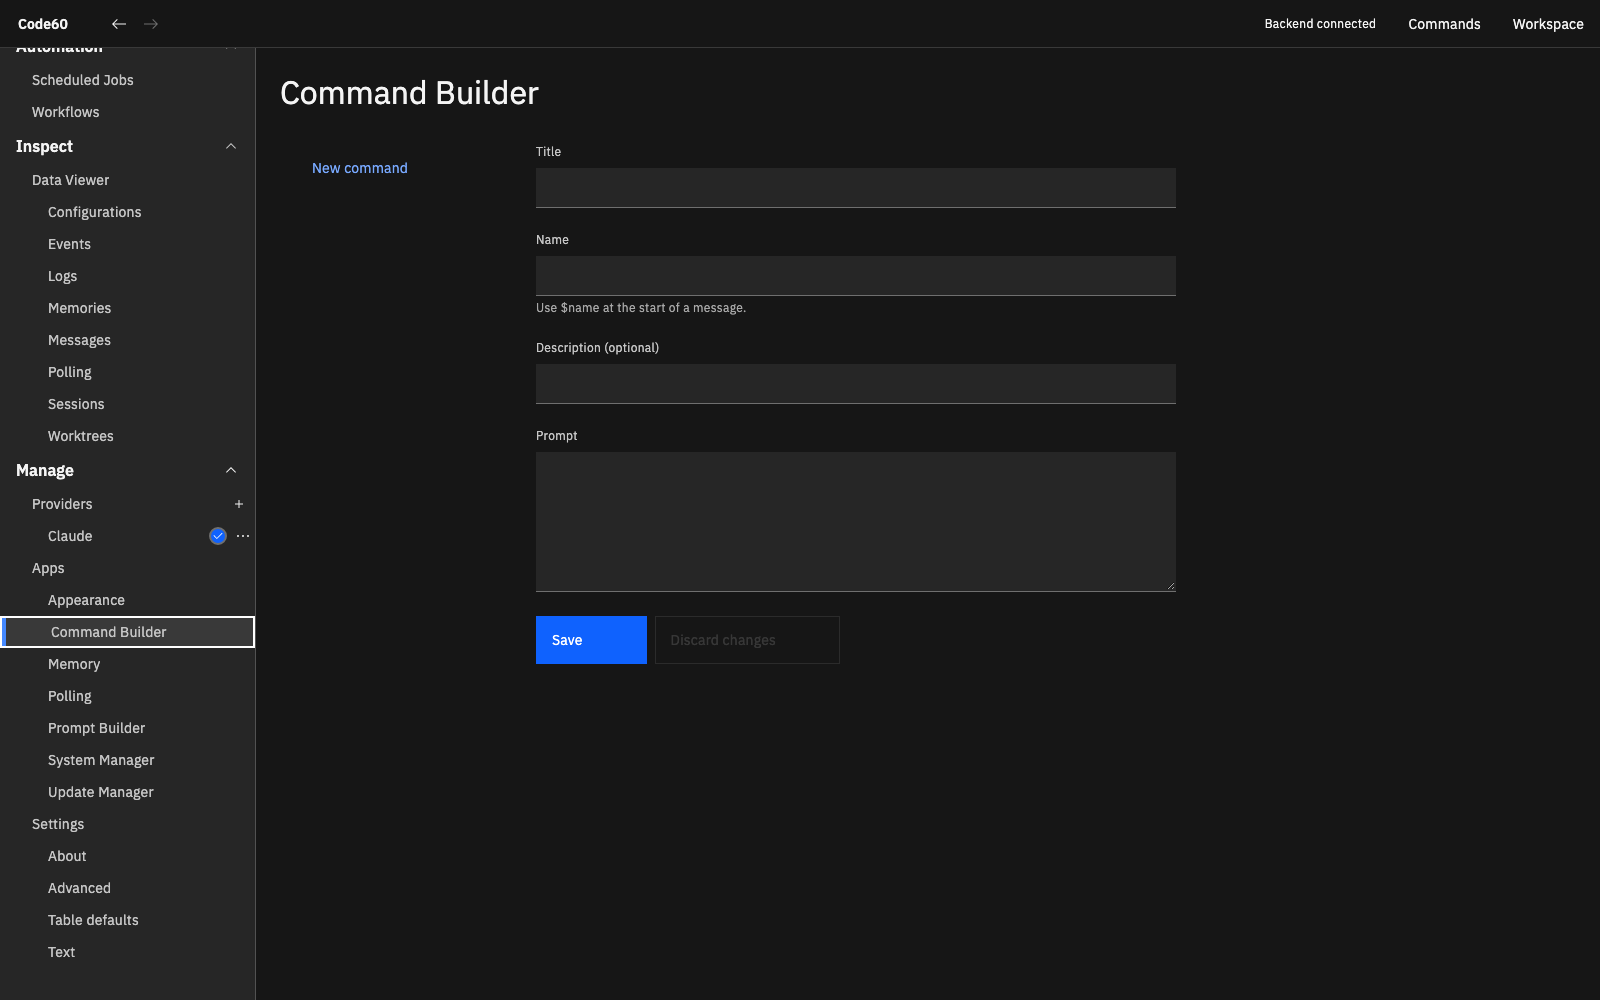 Code60
Backend connected
Commands
Workspace
Automation
Scheduled Jobs
Workflows
Inspect
Data Viewer
Configurations
Events
Logs
Memories
Messages
Polling
Sessions
Worktrees
Manage
Providers
Claude
Apps
Appearance
Command Builder
Memory
Polling
Prompt Builder
System Manager
Update Manager
Settings
About
Advanced
Table defaults
Text
Command Builder
New command
Title
Name
Use $name at the start of a message.
Description (optional)
Prompt
Save
Discard changes